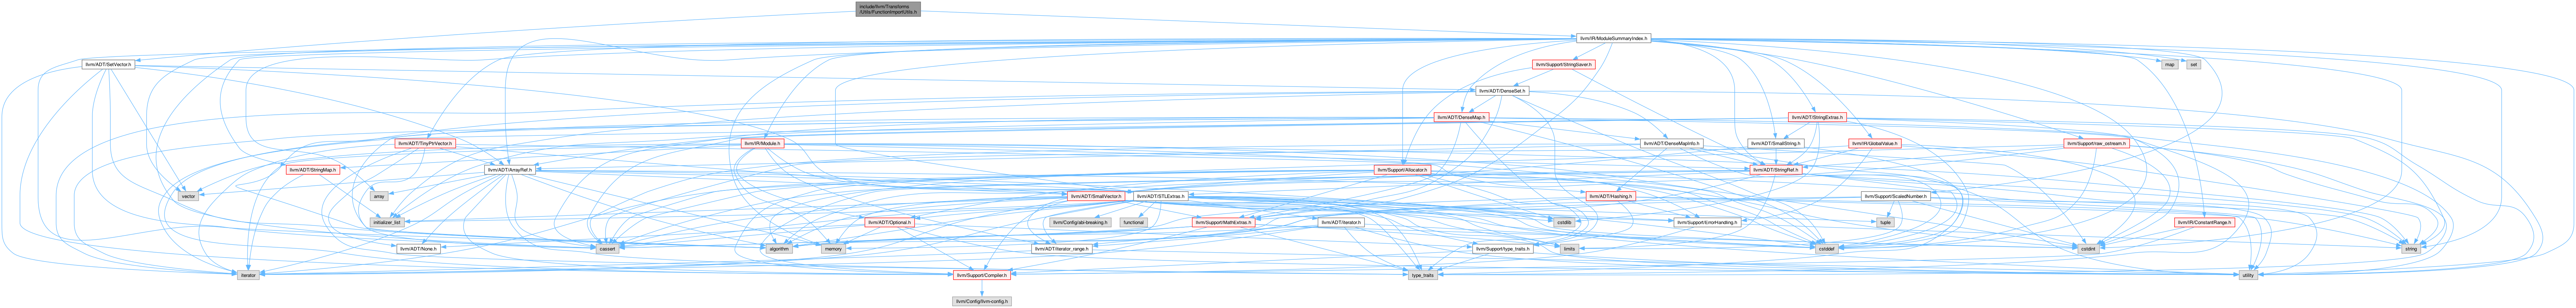 include/llvm/Transforms
/Utils/FunctionImportUtils.h
llvm/IR/ModuleSummaryIndex.h
llvm/ADT/SetVector.h
llvm/Support/StringSaver.h
map
set
llvm/ADT/DenseSet.h
llvm/ADT/DenseMap.h
llvm/ADT/StringExtras.h
llvm/ADT/TinyPtrVector.h
llvm/IR/Module.h
llvm/ADT/DenseMapInfo.h
llvm/ADT/SmallString.h
llvm/IR/GlobalValue.h
llvm/Support/raw_ostream.h
llvm/ADT/StringMap.h
llvm/ADT/ArrayRef.h
llvm/Support/Allocator.h
llvm/ADT/StringRef.h
vector
array
llvm/ADT/SmallVector.h
llvm/ADT/STLExtras.h
llvm/ADT/Hashing.h
llvm/Support/ScaledNumber.h
initializer_list
llvm/ADT/Optional.h
llvm/Config/abi-breaking.h
functional
llvm/Support/MathExtras.h
llvm/ADT/iterator.h
cstdlib
llvm/Support/ErrorHandling.h
tuple
llvm/IR/ConstantRange.h
llvm/ADT/None.h
cassert
algorithm
memory
llvm/ADT/iterator_range.h
llvm/Support/type_traits.h
limits
cstddef
cstdint
string
iterator
llvm/Support/Compiler.h
type_traits
utility
llvm/Config/llvm-config.h